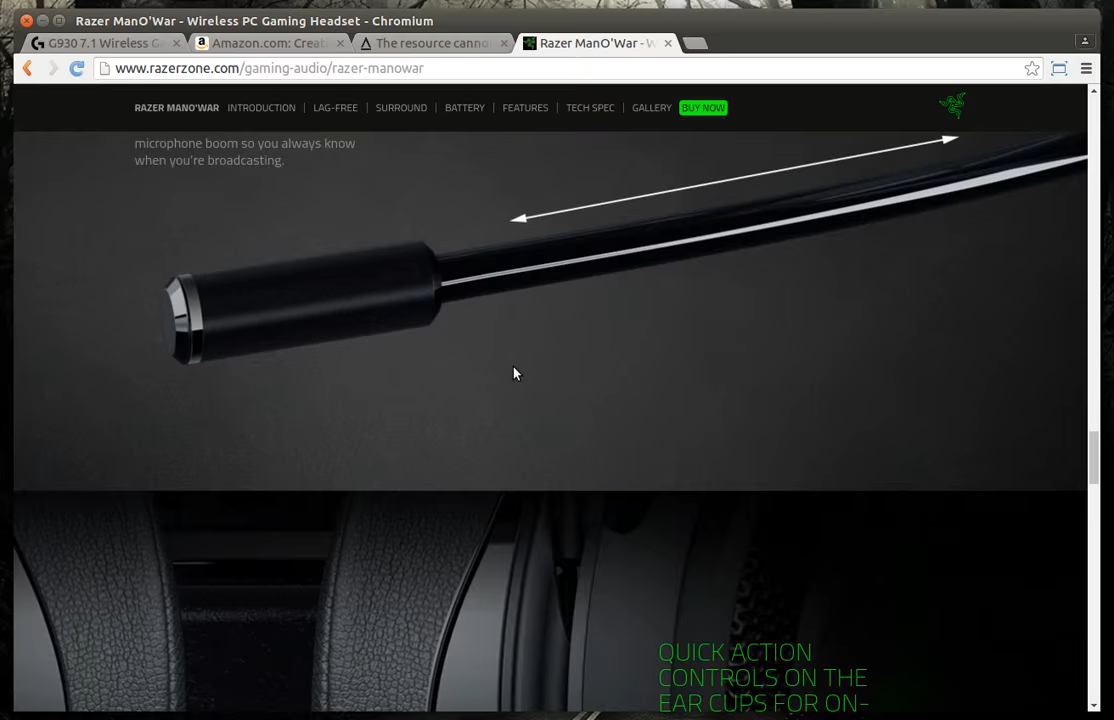 Razer ManO'War - Wireless PC Gaming Headset - Chromium
G930 7.1 Wireless Ga
Amazon.com: Creati
The resource canno
Razer ManO'War - W
www.razerzone.com/gaming-audio/razer-manowar
RAZER MANO'WAR INTRODUCTION | LAG-FREE | SURROUND | BATTERY | FEATURES | TECH SPEC | GALLERY BUY NOW
microphone boom so you always know
when you're broadcasting.
QUICK ACTION
CONTROLS ON THE
EAR CUPS FOR ON-